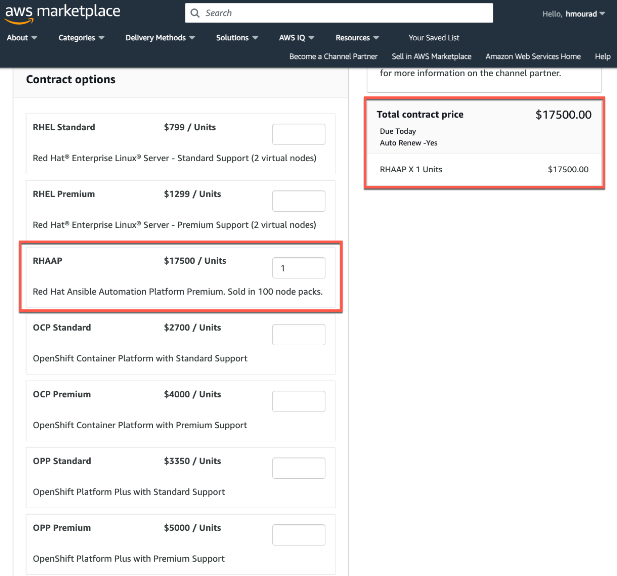 aws marketplace
Search
Hello, hmourad
About
Categories
Delivery Methods
Solutions
AWS IQ
Resources
Your Saved List
Become a Channel Partner
Sell in AWS Marketplace
Amazon Web Services Home
Help
Contract options
RHEL Standard
$799 / Units
Red Hat® Enterprise Linux® Server - Standard Support (2 virtual nodes)
RHEL Premium
$1299 / Units
Red Hat® Enterprise Linux® Server - Premium Support (2 virtual nodes)
RHAAP
$17500 / Units
1
Red Hat Ansible Automation Platform Premium. Sold in 100 node packs.
OCP Standard
$2700 / Units
OpenShift Container Platform with Standard Support
OCP Premium
$4000 / Units
OpenShift Container Platform with Premium Support
OPP Standard
$3350 / Units
OpenShift Platform Plus with Standard Support
OPP Premium
$5000 / Units
OpenShift Platform Plus with Premium Support
for more information on the channel partner.
Total contract price
$17500.00
Due Today
Auto Renew -Yes
RHAAP X 1 Units
$17500.00